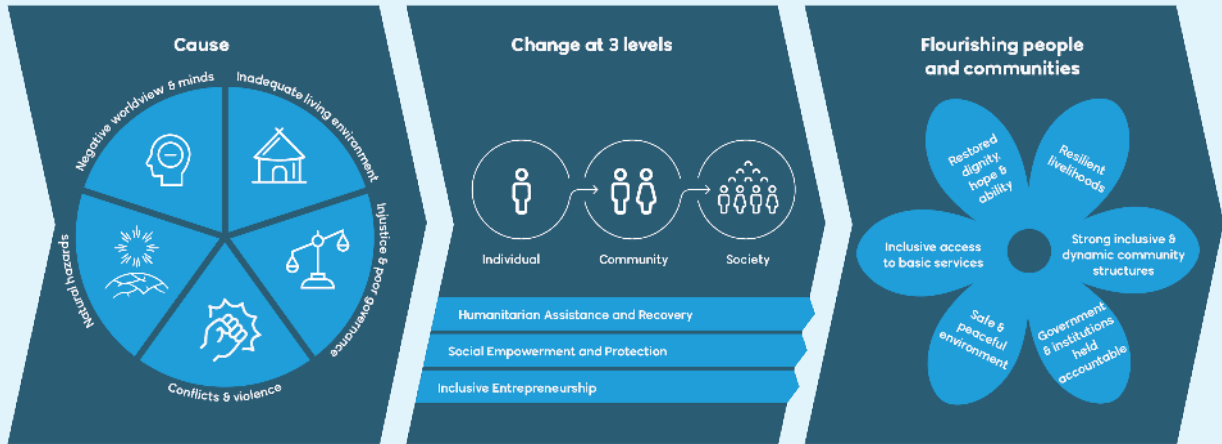 Cause
Negative worldview & minds
Inadequate living environment
Injustice & poor governance
Conflicts & violence
Natural hazards
Change at 3 levels
Individual
Community
Society
Humanitarian Assistance and Recovery
Social Empowerment and Protection
Inclusive Entrepreneurship
Flourishing people
and communities
Restored
dignity,
hope &
ability
Resilient
livelihoods
Inclusive access
to basic services
Strong inclusive &
dynamic community
structures
Safe &
peaceful
environment
Government
& institutions
held
accountable